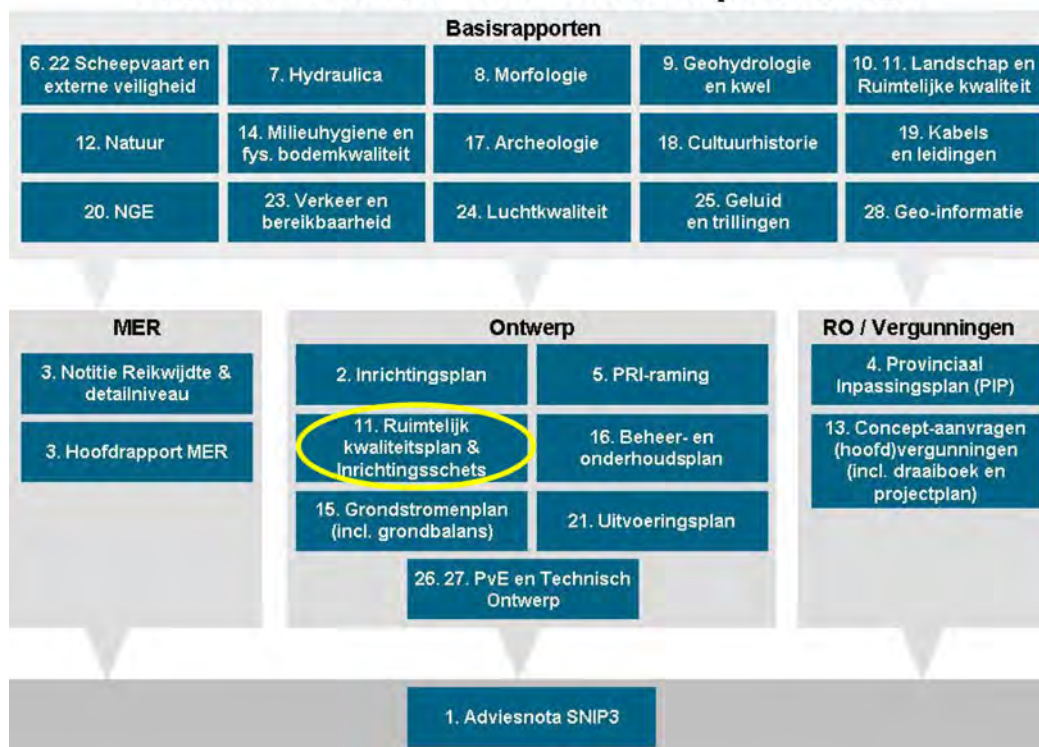 Basisrapporten
6. 22 Scheepvaart en
externe veiligheid
7. Hydraulica
8. Morfologie
9. Geohydrologie
en kwel
10. 11. Landschap en
Ruimtelijke kwaliteit
12. Natuur
14. Milieuhygiene en
fys. bodemkwaliteit
17. Archeologie
18. Cultuurhistorie
19. Kabels
en leidingen
20. NGE
23. Verkeer en
bereikbaarheid
24. Luchtkwaliteit
25. Geluid
en trillingen
28. Geo-informatie
MER
3. Notitie Reikwijdte &
detailniveau
3. Hoofdrapport MER
Ontwerp
2. Inrichtingsplan
5. PRI-raming
11. Ruimtelijk
kwaliteitsplan &
Inrichtingsschets
16. Beheer- en
onderhoudsplan
15. Grondstromenplan
(incl. grondbalans)
21. Uitvoeringsplan
26. 27. PvE en Technisch
Ontwerp
RO / Vergunningen
4. Provinciaal
Inpassingsplan (PIP)
13. Concept-aanvragen
(hoofd)vergunningen
(incl. draaiboek en
projectplan)
1. Adviesnota SNIP3